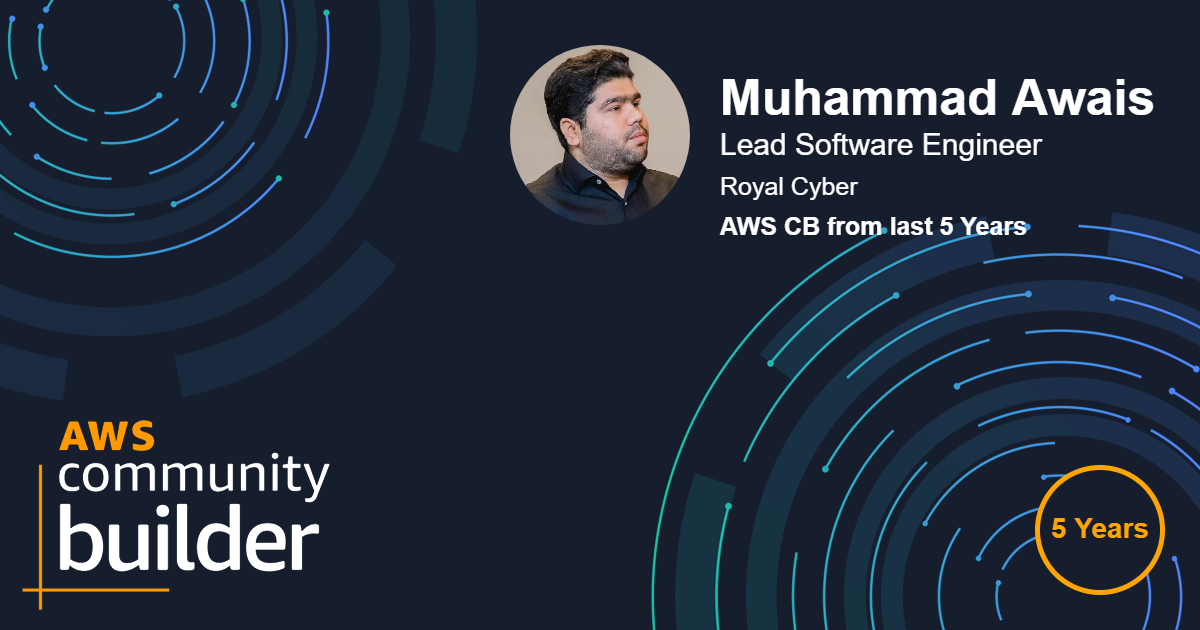 Muhammad Awais
Lead Software Engineer
Royal Cyber
AWS CB from last 5 Years
AWS
community
builder
5 Years